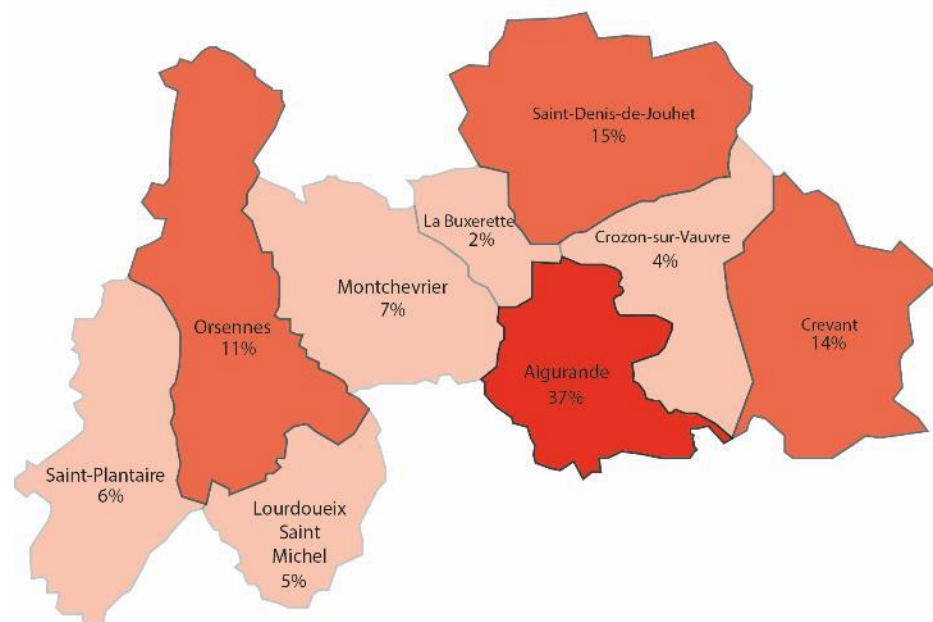 Saint-Denis-de-Jouhet
15%
La Buxerette
2%
Crozon-sur-Vauvre
4%
Montchevrier
7%
Orsennes
11%
Crevant
14%
Aigurande
37%
Saint-Plantaire
6%
Lourdoueix
Saint
Michel
5%